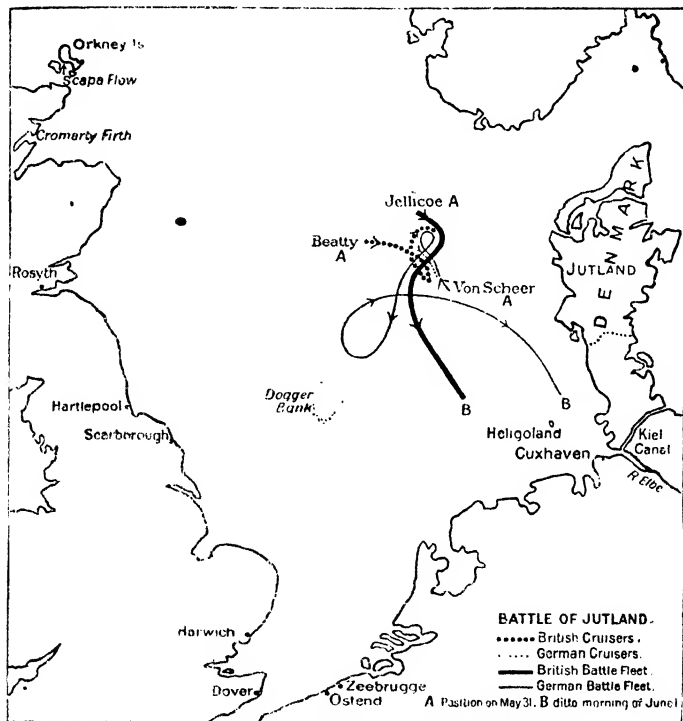 Orkney Is
Scapa Flow
Cromarty Firth
Jellicoe A
Beatty
A
Rosyth
Von Scheer
A
DENMARK
JUTLAND
Dogger
Bank
B
B
Hartlepool
Scarborough
Heligoland
Cuxhaven
Kiel
Canal
R Elbe
Harwich
Dover
Zeebrugge
Ostend
BATTLE OF JUTLAND.
British Cruisers.
German Cruisers.
British Battle Fleet.
German Battle Fleet.
A Position on May 31. B ditto morning of June 1